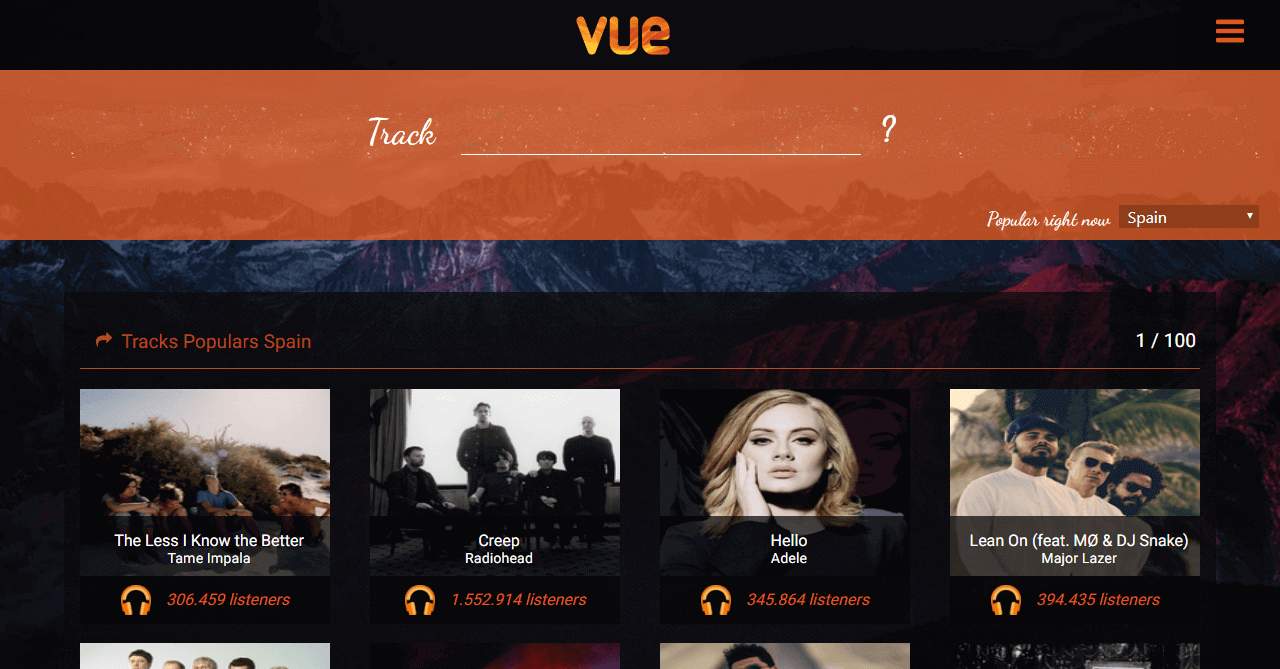 vue
Track ?
Popular right now Spain
Tracks Populars Spain 1 / 100
The Less I Know the Better
Tame Impala
306.459 listeners
Creep
Radiohead
1.552.914 listeners
Hello
Adele
345.864 listeners
Lean On (feat. MØ & DJ Snake)
Major Lazer
394.435 listeners